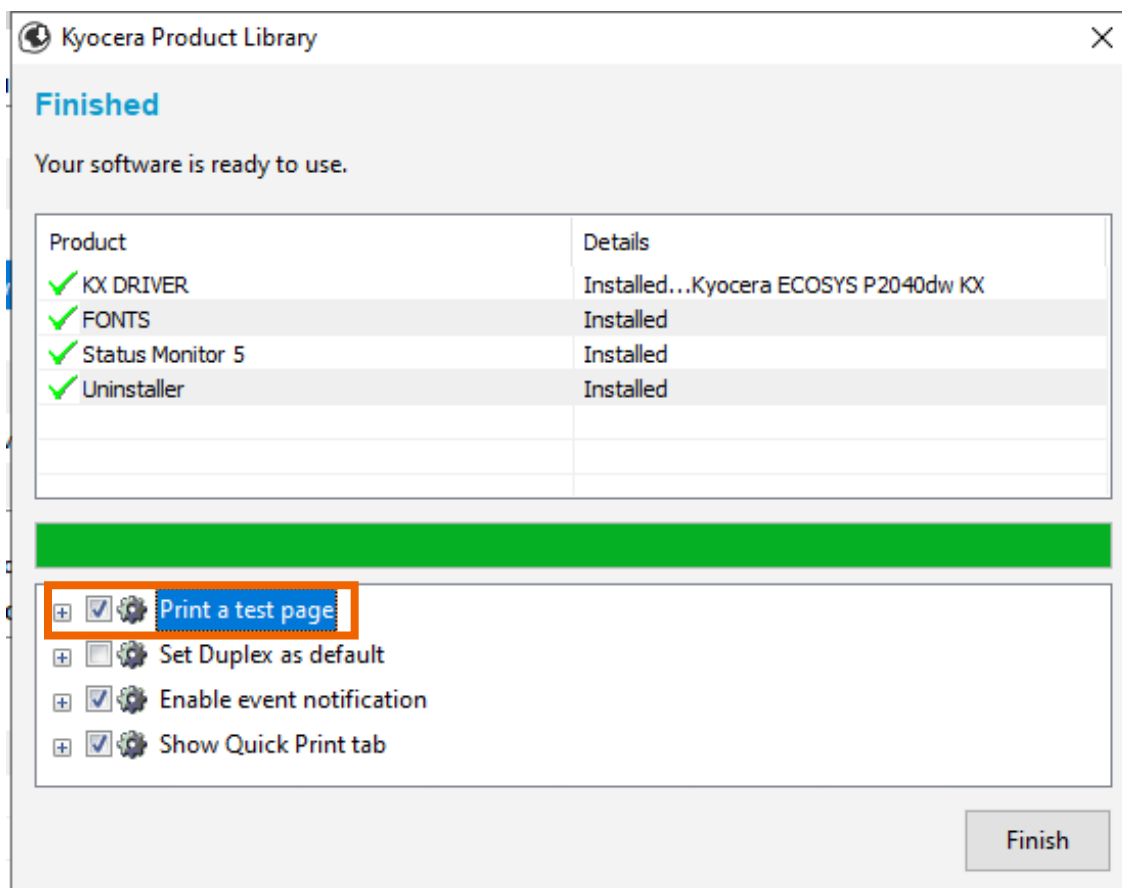 Kyocera Product Library
Finished
Your software is ready to use.
Product Details
KX DRIVER Installed...Kyocera ECOSYS P2040dw KX
FONTS Installed
Status Monitor 5 Installed
Uninstaller Installed
Print a test page
Set Duplex as default
Enable event notification
Show Quick Print tab
Finish